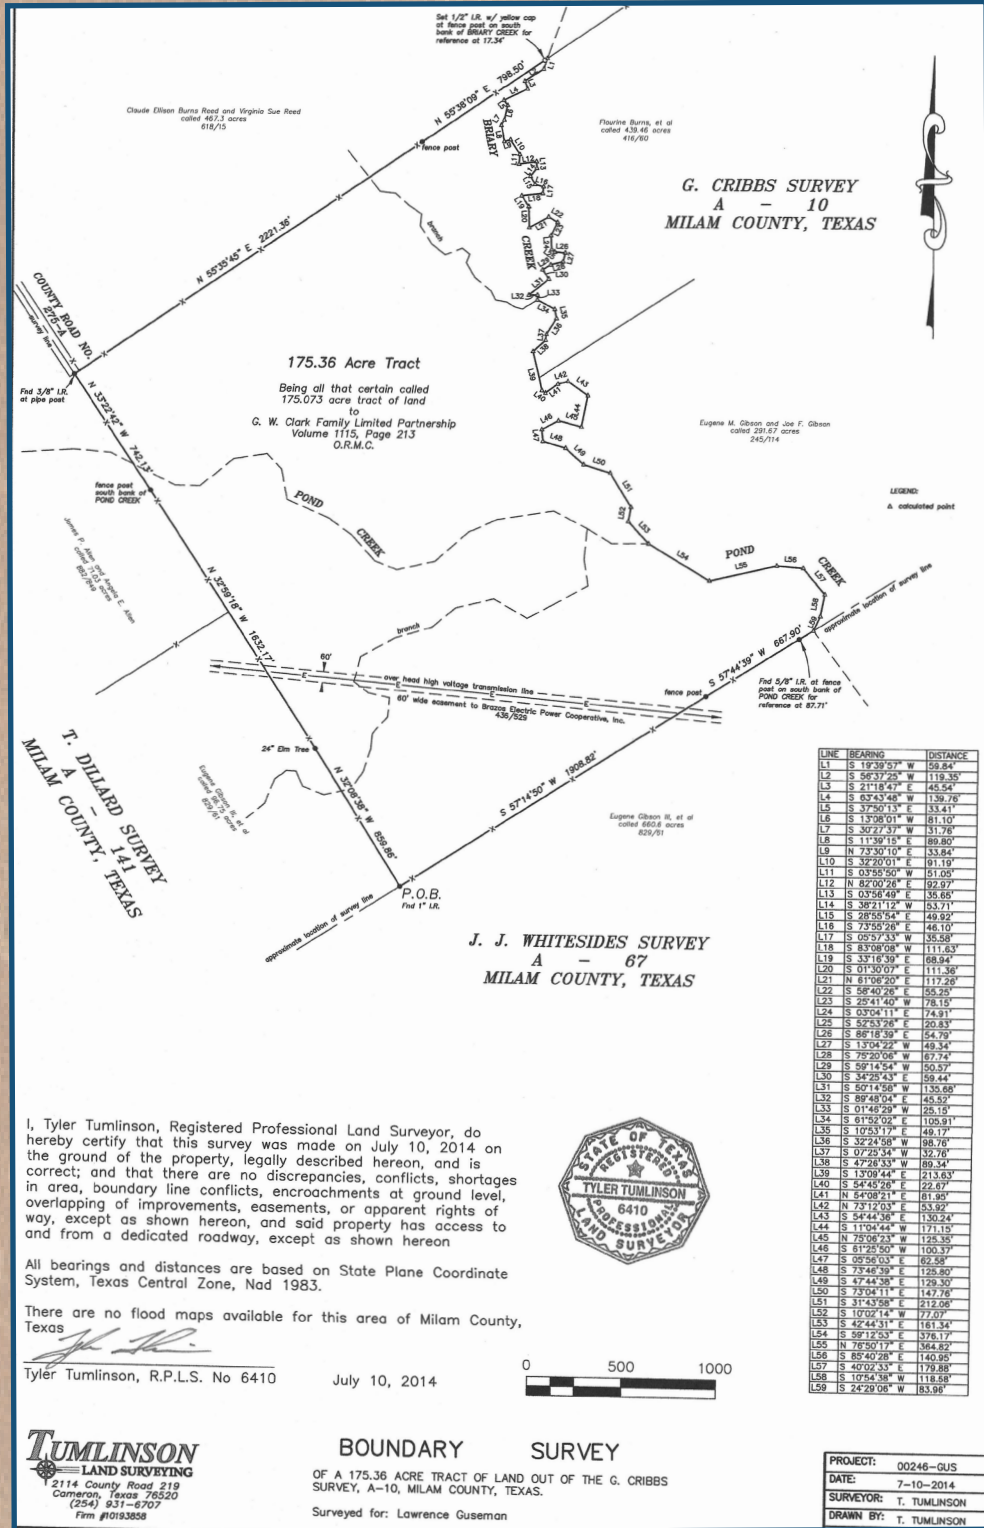 Set 1/2" I.R. w/ yellow cap
at fence post on south
bank of BRIARY CREEK for
reference at 17.34'
Claude Ellison Burns Reed and Virginia Sue Reed
called 467.3 acres
618/15
N 55°38'09" E 798.50'
fence post
Flourine Burns, et al
called 439.46 acres
416/60
G. CRIBBS SURVEY
A - 10
MILAM COUNTY, TEXAS
BRIARY
CREEK
branch
N 55°35'45" E 2221.36'
COUNTY ROAD NO.
275-A
survey line
Fnd 3/8" I.R.
at pipe post
175.36 Acre Tract
Being all that certain called
175.073 acre tract of land
to
G. W. Clark Family Limited Partnership
Volume 1115, Page 213
O.R.M.C.
N 33°22'42" W 742.13'
Eugene M. Gibson and Joe F. Gibson
called 291.67 acres
245/114
fence post
south bank of
POND CREEK
LEGEND:
Δ calculated point
POND
CREEK
James P. Allen and Angela E. Allen
called 71.03 acres
882/849
N 32°59'18" W 1632.17'
POND
CREEK
approximate location of survey line
branch
S 57°44'39" W 667.90'
60'
over head high voltage transmission line
E
60' wide easement to Brazos Electric Power Cooperative, Inc.
436/529
fence post
Fnd 5/8" I.R. at fence
post on south bank of
POND CREEK for
reference at 87.71'
24" Elm Tree
T. DILLARD SURVEY
A - 141
MILAM COUNTY, TEXAS
Eugene Gibson III, et al
829/61
N 32°08'38" W 859.86'
S 57°14'50" W 1908.82'
Eugene Gibson III, et al
called 660.6 acres
829/61
P.O.B.
Fnd 1" I.R.
approximate location of survey line
J. J. WHITESIDES SURVEY
A - 67
MILAM COUNTY, TEXAS
LINE BEARING DISTANCE
L1 S 19°39'57" W 59.84'
L2 S 56°37'25" W 119.35'
L3 S 21°18'47" E 45.54'
L4 S 63°43'48" W 139.76'
L5 S 37°50'13" E 33.41'
L6 S 13°08'01" W 81.10'
L7 S 30°27'37" W 31.76'
L8 S 11°39'15" E 89.80'
L9 N 73°30'10" E 33.84'
L10 S 32°20'01" E 91.19'
L11 S 03°55'50" W 51.05'
L12 N 82°00'26" E 92.97'
L13 S 03°56'49" E 35.65'
L14 S 38°21'12" W 53.71'
L15 S 28°55'54" E 49.92'
L16 S 73°55'26" E 46.10'
L17 S 05°57'33" W 35.58'
L18 S 83°08'08" W 111.63'
L19 S 33°16'39" E 68.94'
L20 S 01°30'07" E 111.36'
L21 N 61°06'20" E 117.26'
L22 S 58°40'26" E 55.25'
L23 S 25°41'40" W 78.15'
L24 S 03°04'11" E 74.91'
L25 S 52°53'26" E 20.83'
L26 S 86°18'39" E 54.79'
L27 S 13°04'22" W 49.34'
L28 S 75°20'06" W 67.74'
L29 S 59°14'54" W 50.57'
L30 S 34°25'43" E 59.44'
L31 S 50°14'58" W 135.68'
L32 S 89°48'04" E 45.52'
L33 S 01°46'29" W 25.15'
L34 S 61°52'02" E 105.91'
L35 S 10°53'17" E 49.17'
L36 S 32°24'58" W 98.76'
L37 S 07°25'34" W 32.76'
L38 S 47°26'33" W 89.34'
L39 S 13°09'44" E 213.63'
L40 S 54°45'26" E 22.67'
L41 N 54°08'21" E 81.95'
L42 N 73°12'03" E 53.92'
L43 S 54°44'36" E 130.24'
L44 S 11°04'44" W 171.15'
L45 N 75°06'23" W 125.35'
L46 S 61°25'50" W 100.37'
L47 S 05°56'03" E 62.58'
L48 S 73°46'39" E 125.80'
L49 S 47°44'38" E 129.30'
L50 S 73°04'11" E 147.76'
L51 S 31°43'58" E 212.06'
L52 S 10°02'14" W 77.07'
L53 S 42°44'31" E 161.34'
L54 S 59°12'53" E 376.17'
L55 N 76°50'17" E 364.82'
L56 S 85°40'28" E 140.95'
L57 S 40°02'33" E 179.88'
L58 S 10°54'38" W 118.58'
L59 S 24°29'06" W 83.96'
I, Tyler Tumlinson, Registered Professional Land Surveyor, do
hereby certify that this survey was made on July 10, 2014 on
the ground of the property, legally described hereon, and is
correct; and that there are no discrepancies, conflicts, shortages
in area, boundary line conflicts, encroachments at ground level,
overlapping of improvements, easements, or apparent rights of
way, except as shown hereon, and said property has access to
and from a dedicated roadway, except as shown hereon
All bearings and distances are based on State Plane Coordinate
System, Texas Central Zone, Nad 1983.
There are no flood maps available for this area of Milam County,
Texas
Tyler Tumlinson, R.P.L.S. No 6410
July 10, 2014
STATE OF TEXAS
REGISTERED
TYLER TUMLINSON
6410
PROFESSIONAL
LAND SURVEYOR
0 500 1000
TUMLINSON
LAND SURVEYING
2114 County Road 219
Cameron, Texas 76520
(254) 931-6707
Firm #10193858
BOUNDARY SURVEY
OF A 175.36 ACRE TRACT OF LAND OUT OF THE G. CRIBBS
SURVEY, A-10, MILAM COUNTY, TEXAS.
Surveyed for: Lawrence Guseman
PROJECT: 00246-GUS
DATE: 7-10-2014
SURVEYOR: T. TUMLINSON
DRAWN BY: T. TUMLINSON